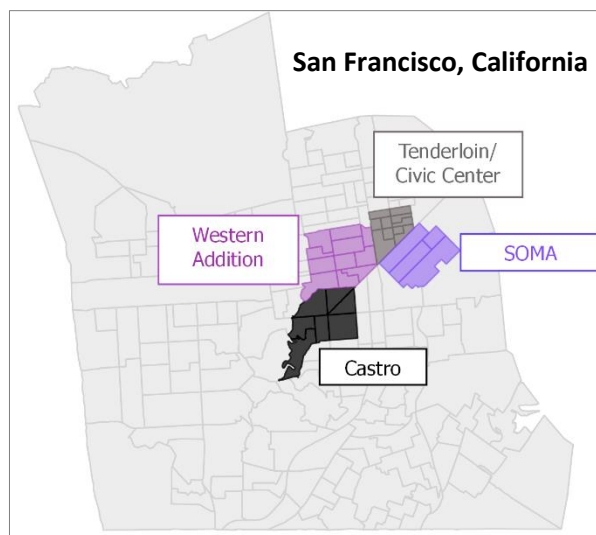 San Francisco, California
Tenderloin/
Civic Center
Western
Addition
SOMA
Castro